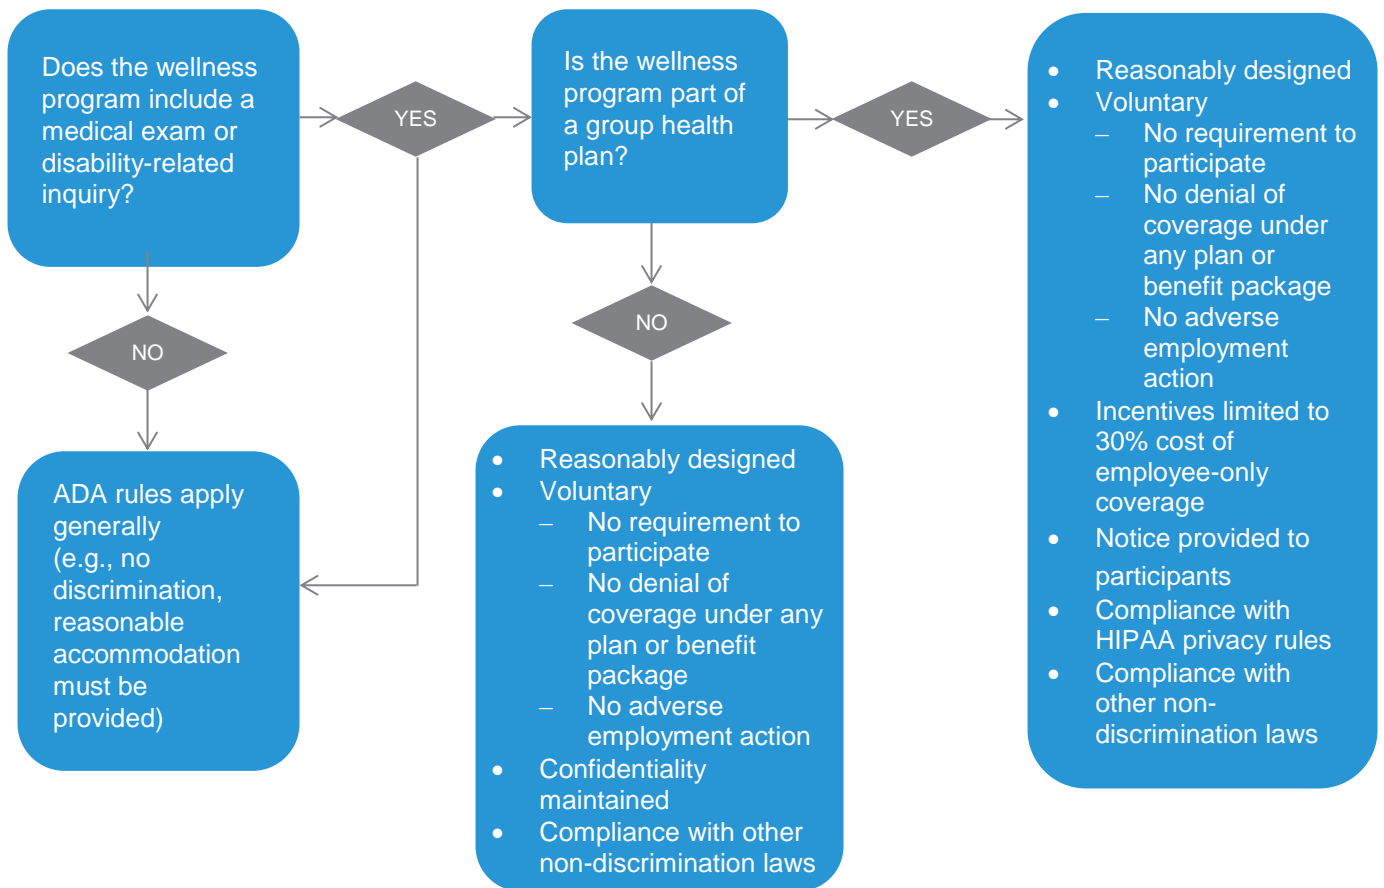 Does the wellness
program include a
medical exam or
disability-related
inquiry?
YES
Is the wellness
program part of
a group health
plan?
YES
• Reasonably designed
• Voluntary
– No requirement to
participate
– No denial of
coverage under
any plan or
benefit package
– No adverse
employment
action
• Incentives limited to
30% cost of
employee-only
coverage
• Notice provided to
participants
• Compliance with
HIPAA privacy rules
• Compliance with
other non-
discrimination laws
NO
NO
ADA rules apply
generally
(e.g., no
discrimination,
reasonable
accommodation
must be
provided)
• Reasonably designed
• Voluntary
– No requirement to
participate
– No denial of
coverage under any
plan or benefit
package
– No adverse
employment action
• Confidentiality
maintained
• Compliance with other
non-discrimination laws